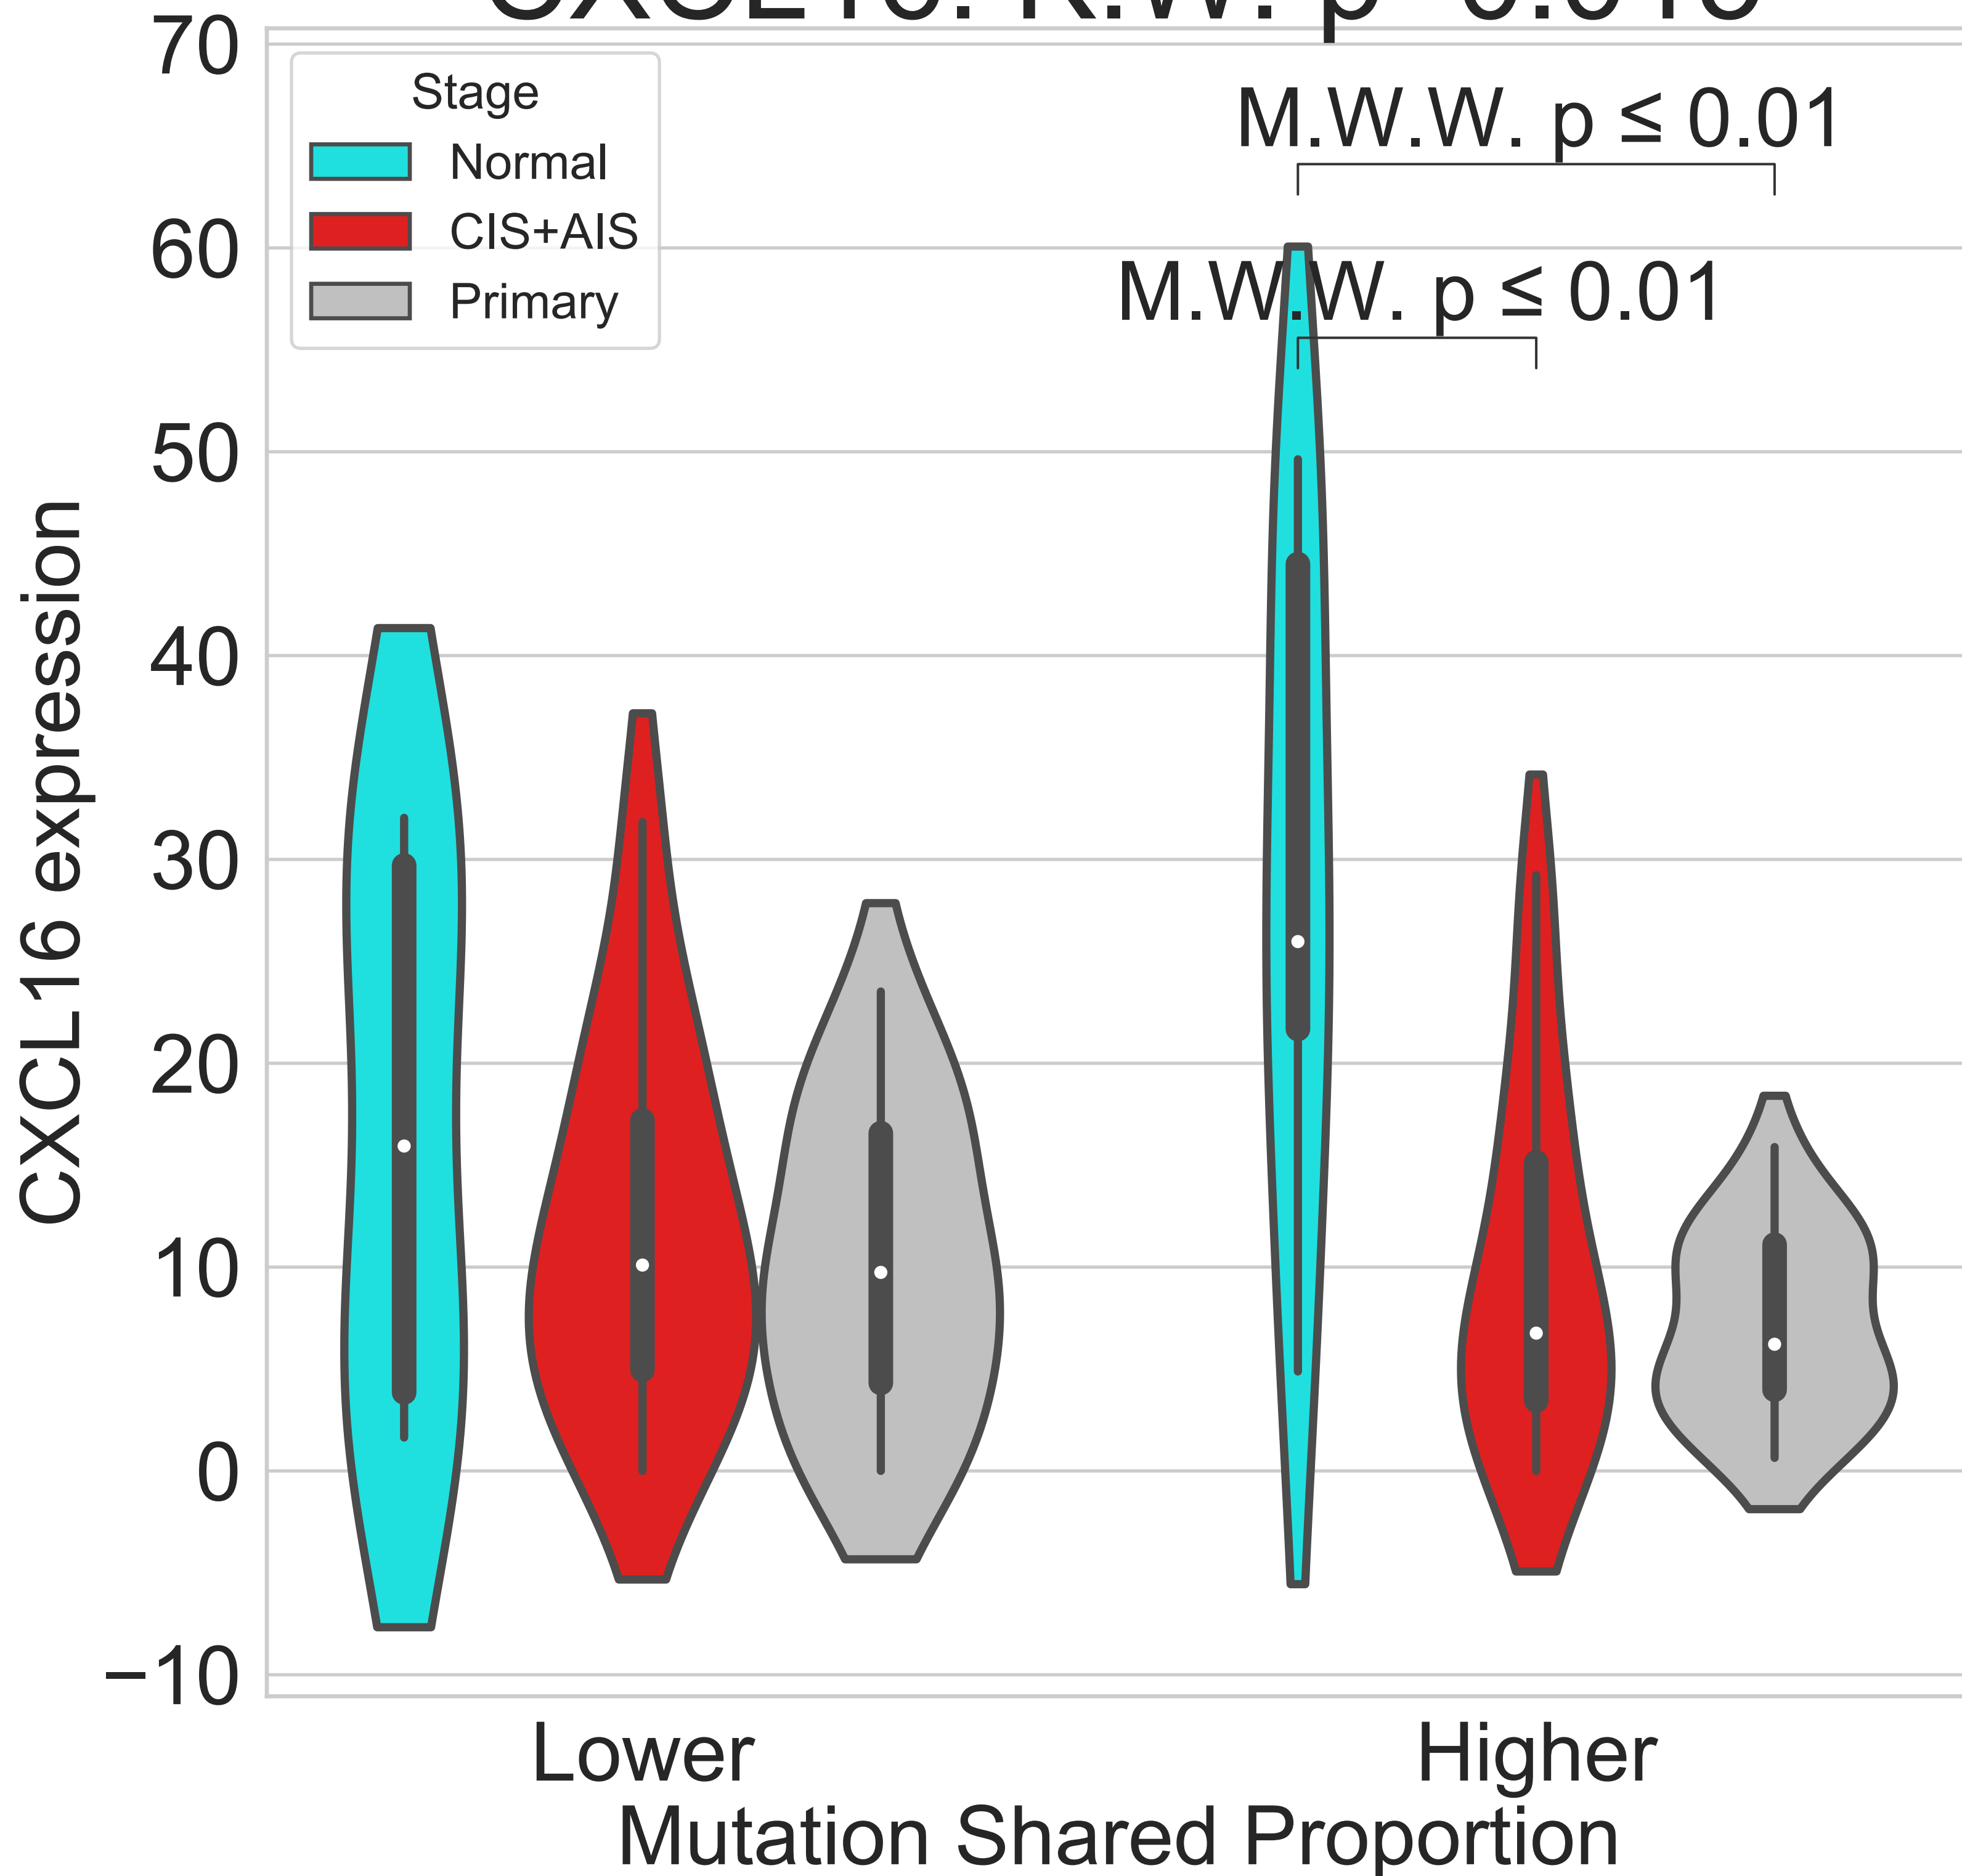 70
60
50
40
30
20
10
0
−10
CXCL16 expression
Stage
Normal
CIS+AIS
Primary
M.W.W. p ≤ 0.01
M.W.W. p ≤ 0.01
Lower
Higher
Mutation Shared Proportion